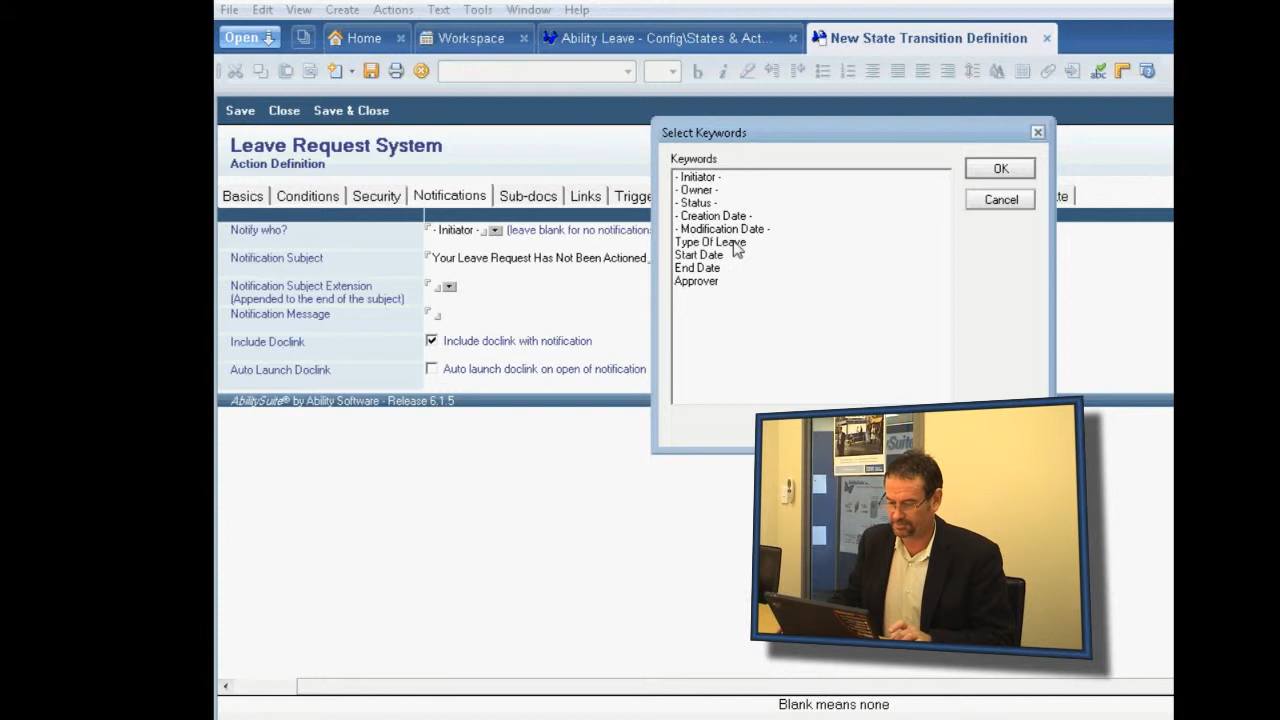 File Edit View Create Actions Text Tools Window Help
Open Home Workspace Ability Leave - Config\States & Act... New State Transition Definition
Save Close Save & Close
Leave Request System
Action Definition
Basics Conditions Security Notifications Sub-docs Links Trigge
Notify who? - Initiator - (leave blank for no notification
Notification Subject Your Leave Request Has Not Been Actioned
Notification Subject Extension
(Appended to the end of the subject)
Notification Message
Include Doclink Include doclink with notification
Auto Launch Doclink Auto launch doclink on open of notification
AbilitySuite® by Ability Software - Release 6.1.5
Select Keywords
Keywords
- Initiator -
- Owner -
- Status -
- Creation Date -
- Modification Date -
Type Of Leave
Start Date
End Date
Approver
OK
Cancel
Blank means none